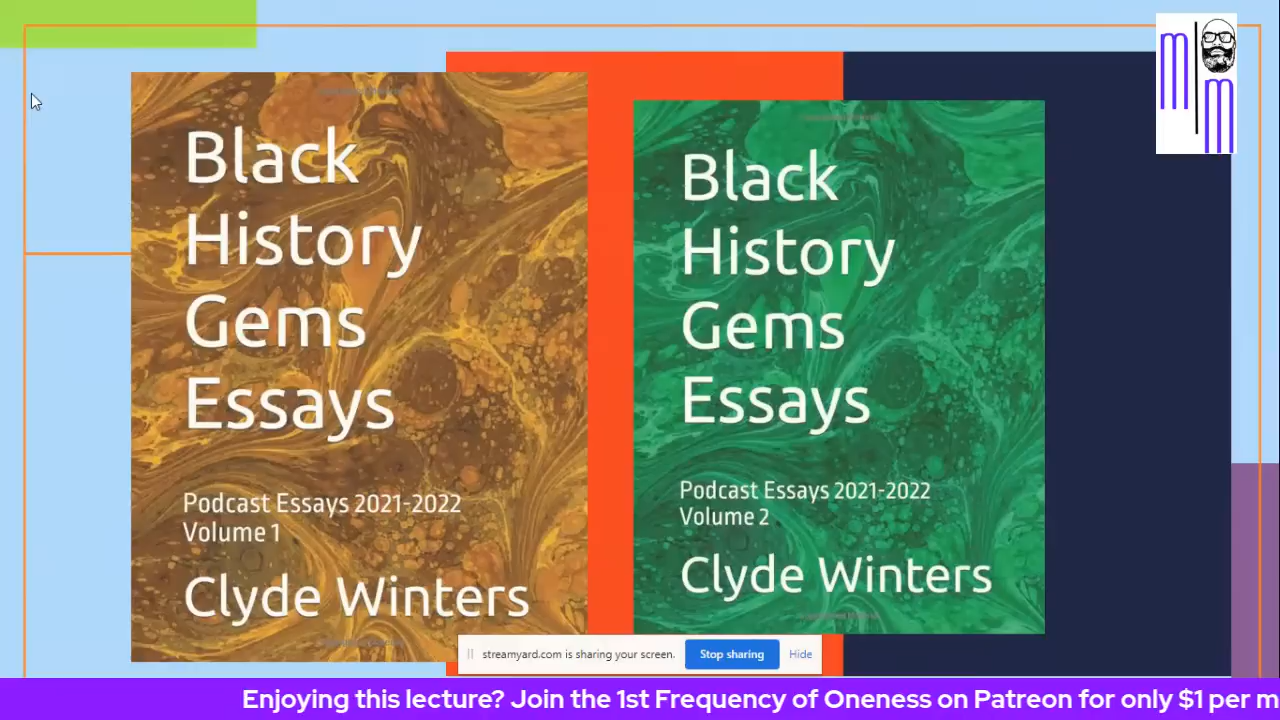 m
m
Black
History
Gems
Essays
Podcast Essays 2021-2022
Volume 1
Clyde Winters
Black
History
Gems
Essays
Podcast Essays 2021-2022
Volume 2
Clyde Winters
streamyard.com is sharing your screen.
Stop sharing
Hide
Enjoying this lecture? Join the 1st Frequency of Oneness on Patreon for only $1 per m